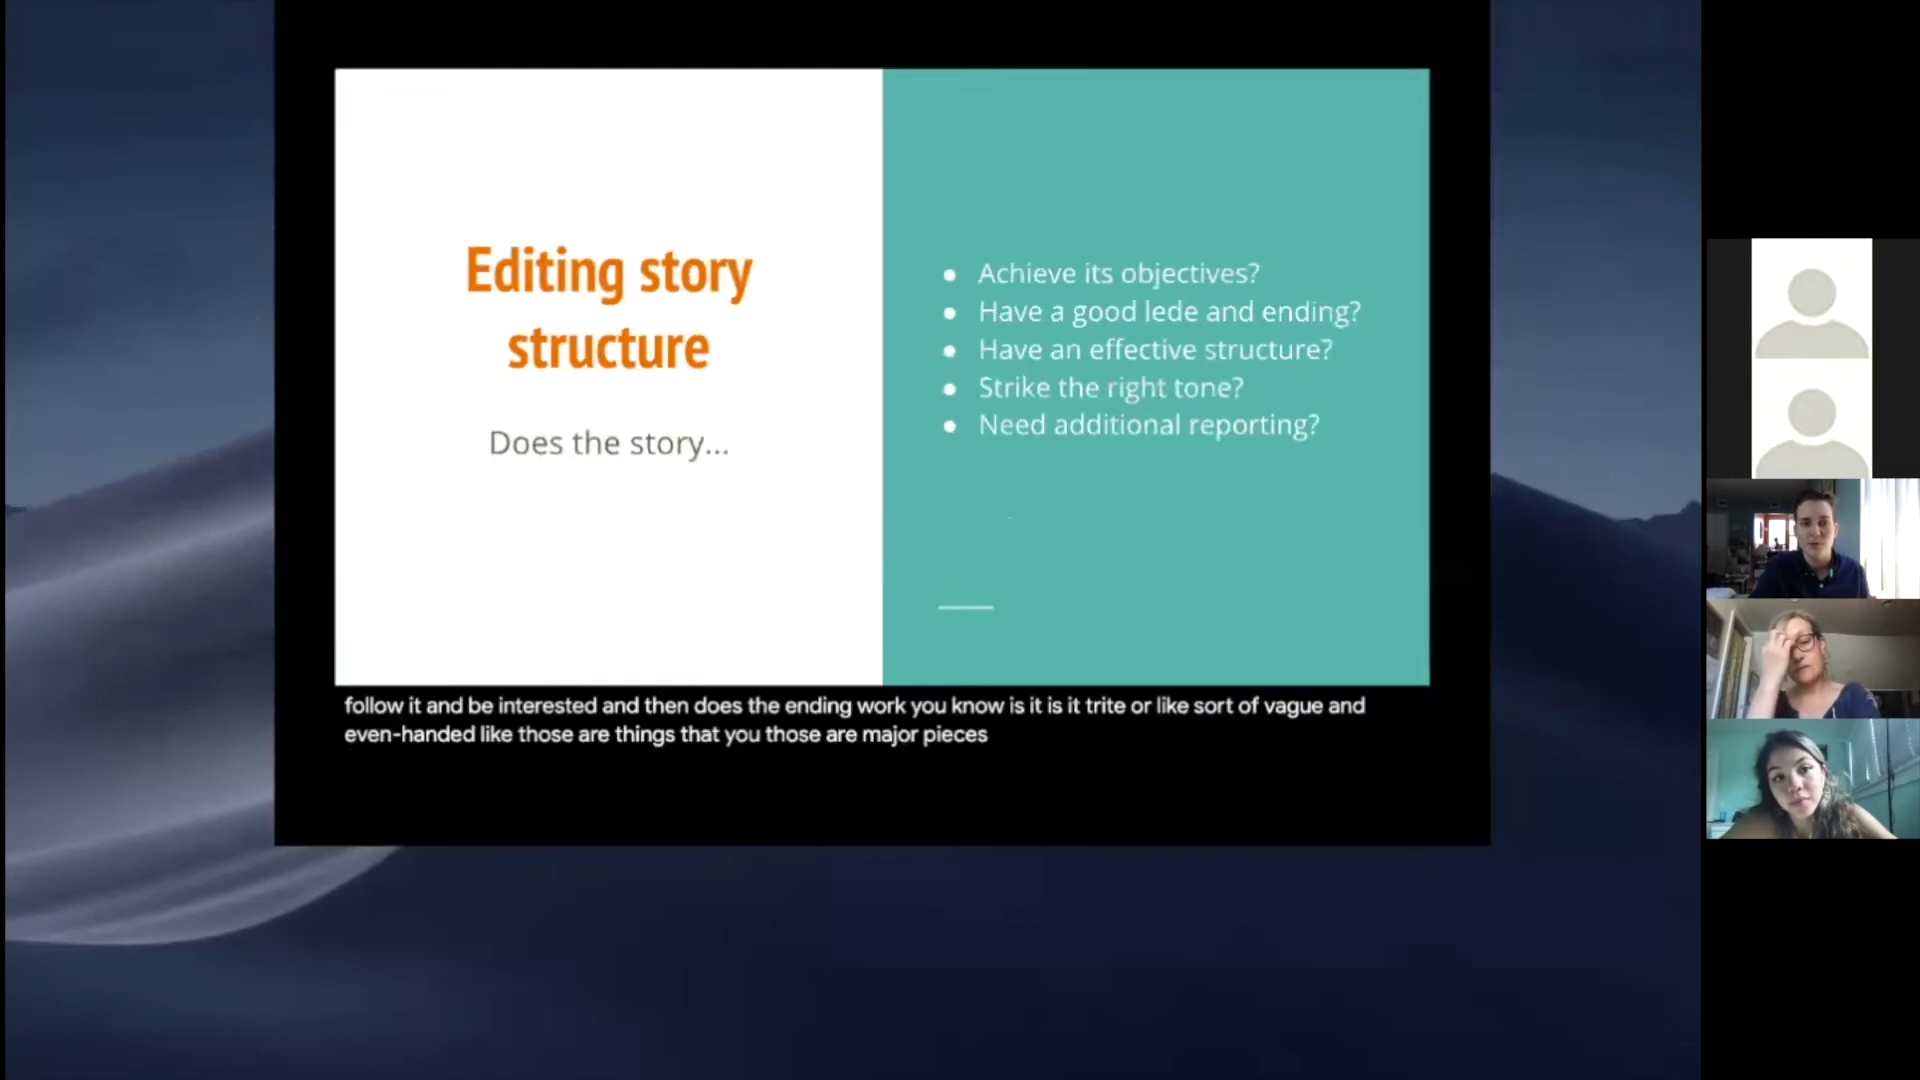 Editing story
structure
Does the story...
● Achieve its objectives?
● Have a good lede and ending?
● Have an effective structure?
● Strike the right tone?
● Need additional reporting?
follow it and be interested and then does the ending work you know is it is it trite or like sort of vague and
even-handed like those are things that you those are major pieces